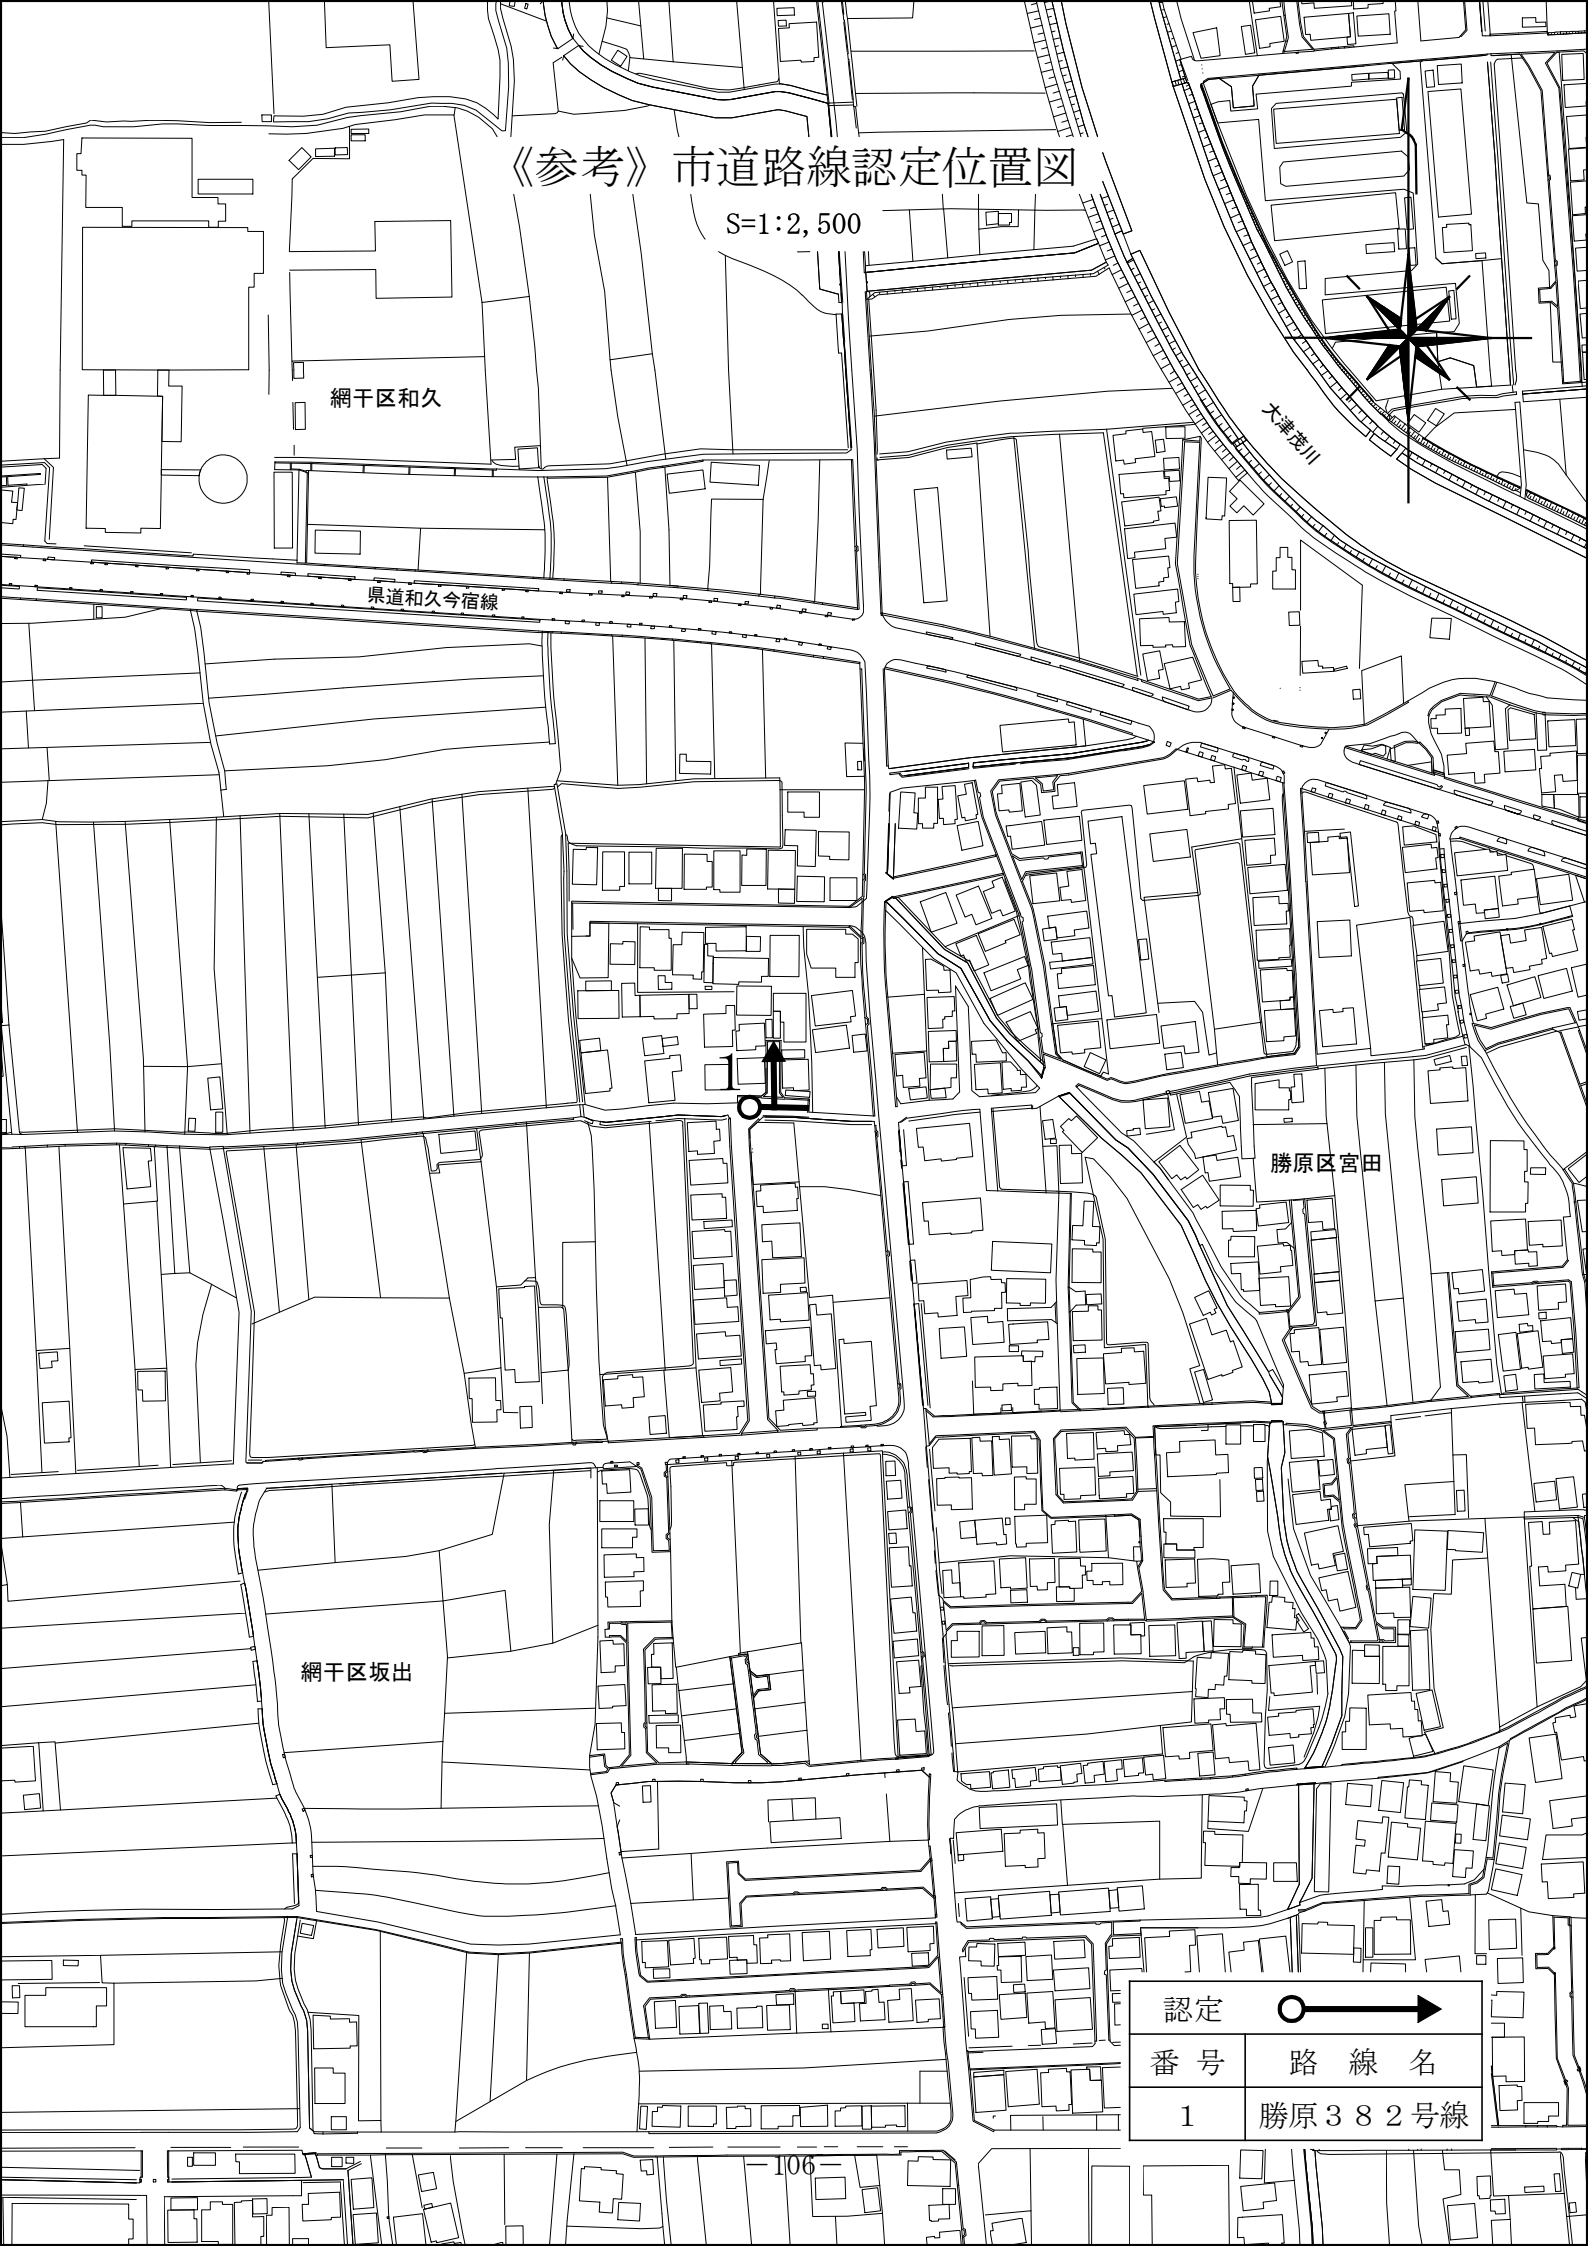 《参考》市道路線認定位置図
S=1:2,500
網干区和久
大津茂川
県道和久今宿線
1
勝原区宮田
網干区坂出
認定
番号 路線名
1 勝原３８２号線
－106－